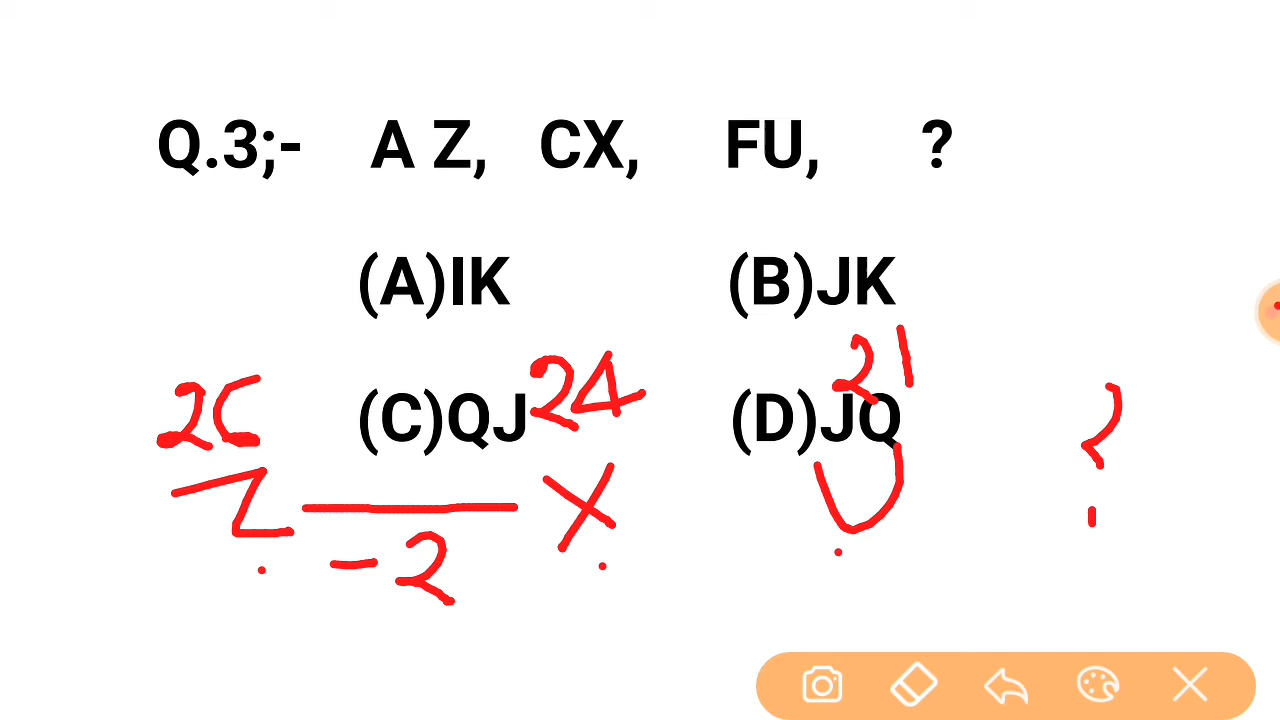 Q.3;- A Z, CX, FU, ?
(A)IK (B)JK
26 24 21 ?
(C)QJ (D)JQ
Z X U
-2